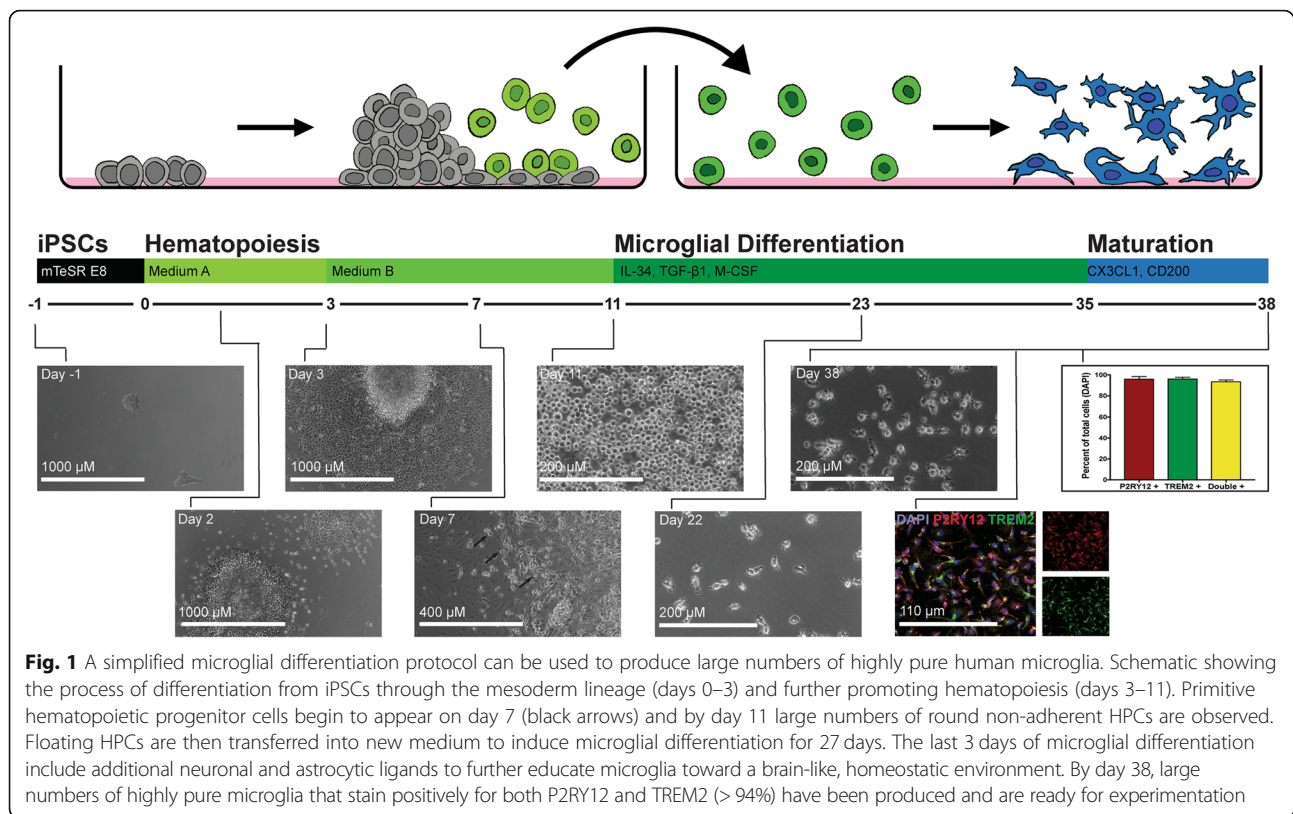 iPSCs Hematopoiesis Microglial Differentiation Maturation
mTeSR E8 Medium A Medium B IL-34, TGF-β1, M-CSF CX3CL1, CD200
-1 0 3 7 11 23 35 38
Day -1
1000 µM
Day 3
1000 µM
Day 11
200 µM
Day 38
200 µM
Percent of total cells (DAPI)
100
80
60
40
20
0
P2RY12 + TREM2 + Double +
Day 2
1000 µM
Day 7
400 µM
Day 22
200 µM
DAPI P2RY12 TREM2
110 µm
Fig. 1 A simplified microglial differentiation protocol can be used to produce large numbers of highly pure human microglia. Schematic showing
the process of differentiation from iPSCs through the mesoderm lineage (days 0–3) and further promoting hematopoiesis (days 3–11). Primitive
hematopoietic progenitor cells begin to appear on day 7 (black arrows) and by day 11 large numbers of round non-adherent HPCs are observed.
Floating HPCs are then transferred into new medium to induce microglial differentiation for 27 days. The last 3 days of microglial differentiation
include additional neuronal and astrocytic ligands to further educate microglia toward a brain-like, homeostatic environment. By day 38, large
numbers of highly pure microglia that stain positively for both P2RY12 and TREM2 (> 94%) have been produced and are ready for experimentation